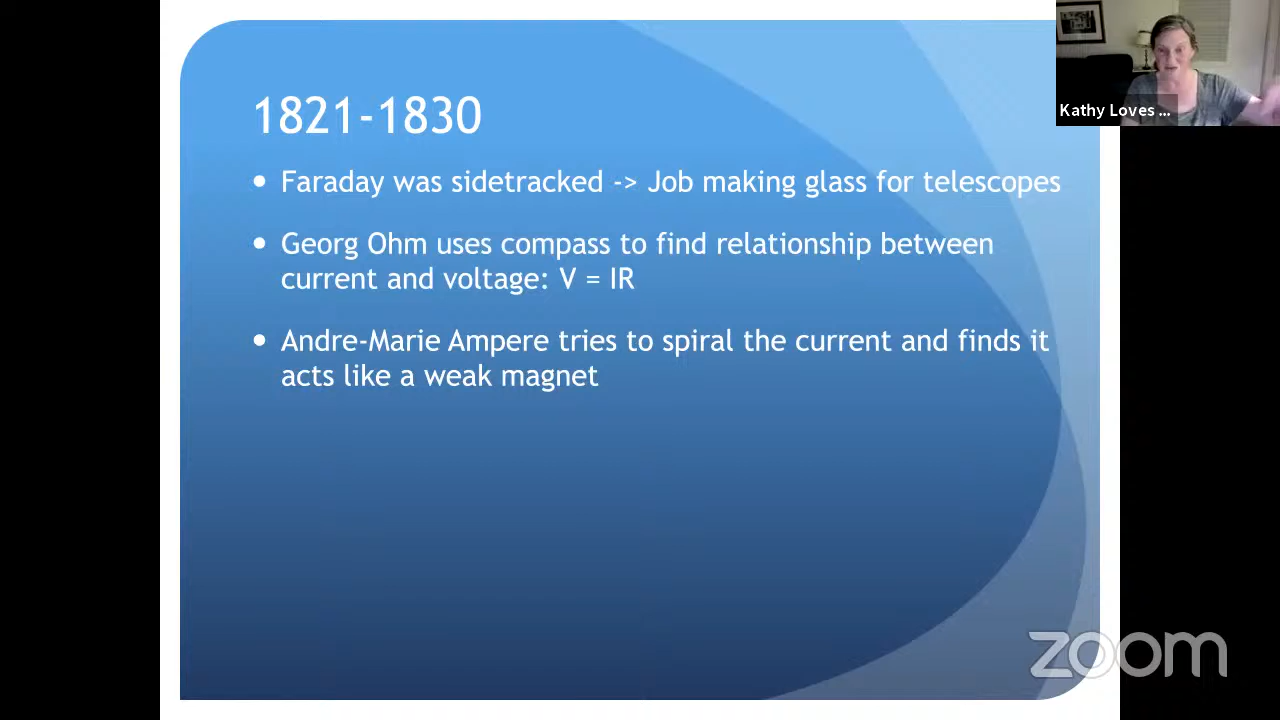 1821-1830
• Faraday was sidetracked -> Job making glass for telescopes
• Georg Ohm uses compass to find relationship between
current and voltage: V = IR
• Andre-Marie Ampere tries to spiral the current and finds it
acts like a weak magnet
Kathy Loves ...
zoom